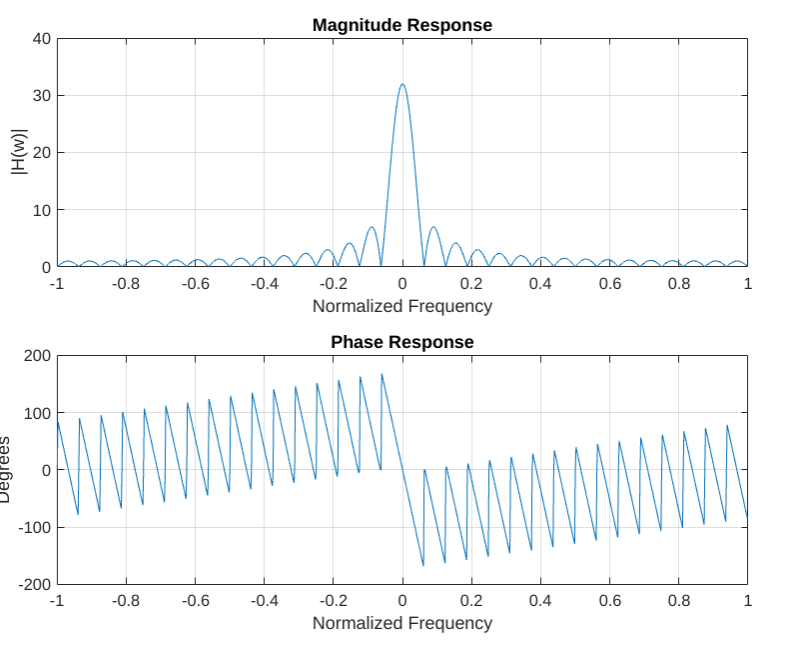 Magnitude Response
40
30
20
10
0
|H(w)|
-1 -0.8 -0.6 -0.4 -0.2 0 0.2 0.4 0.6 0.8 1
Normalized Frequency
Phase Response
200
100
0
-100
-200
Degrees
-1 -0.8 -0.6 -0.4 -0.2 0 0.2 0.4 0.6 0.8 1
Normalized Frequency